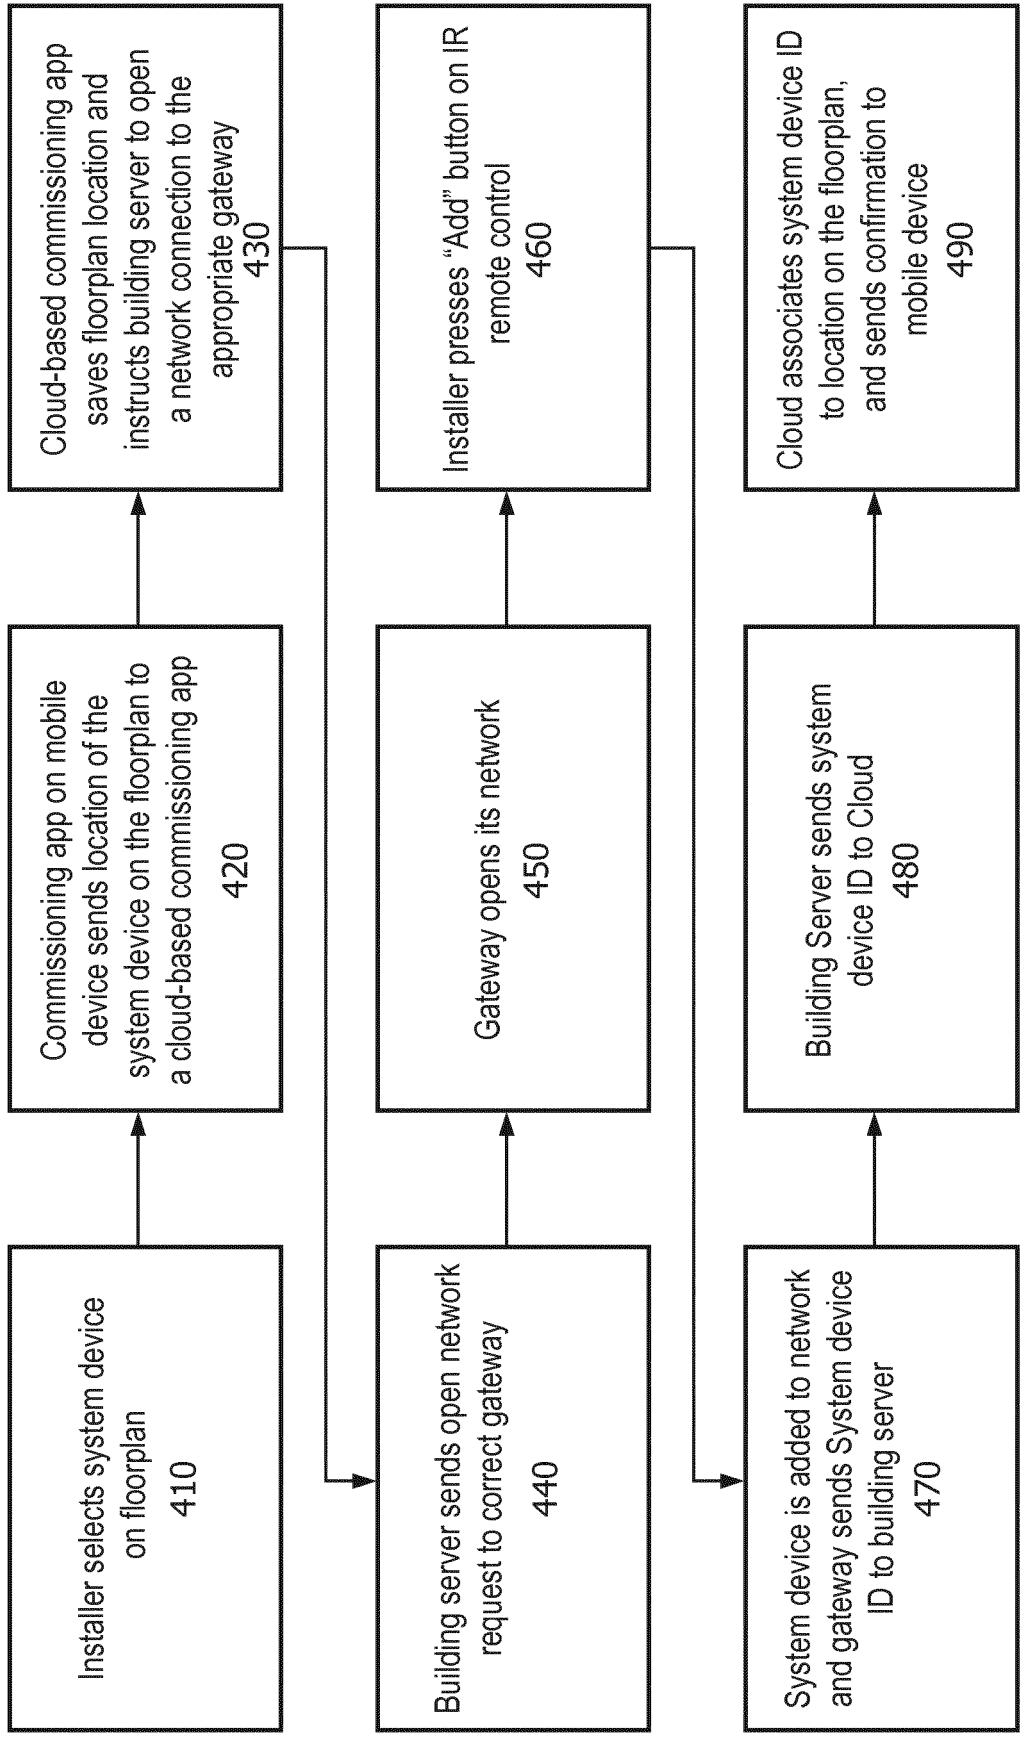 Installer selects system device
on floorplan
410
Commissioning app on mobile
device sends location of the
system device on the floorplan to
a cloud-based commissioning app
420
Cloud-based commissioning app
saves floorplan location and
instructs building server to open
a network connection to the
appropriate gateway
430
Building server sends open network
request to correct gateway
440
Gateway opens its network
450
Installer presses “Add” button on IR
remote control
460
System device is added to network
and gateway sends System device
ID to building server
470
Building Server sends system
device ID to Cloud
480
Cloud associates system device ID
to location on the floorplan,
and sends confirmation to
mobile device
490